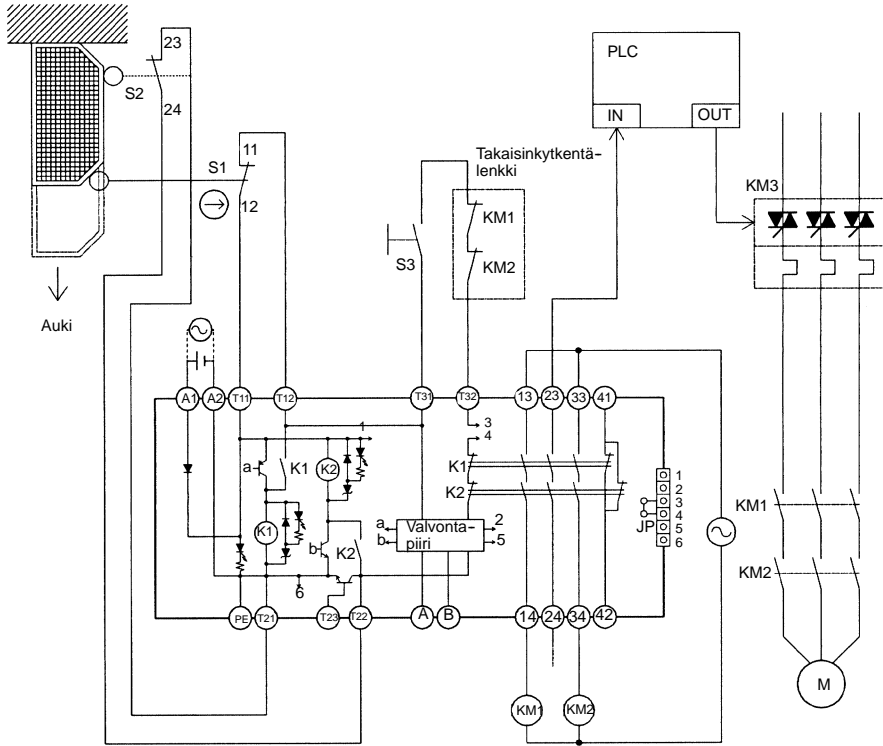 23
S2
24
11
S1
12
Auki
Takaisinkytkentä-
lenkki
KM1
KM2
S3
PLC
IN
OUT
KM3
A1
A2
T11
T12
T31
T32
13
23
33
41
1
3
4
a
K1
K2
K1
K2
K1
b
K2
6
a
b
Valvonta-
piiri
2
5
JP
1
2
3
4
5
6
PE
T21
T23
T22
A
B
14
24
34
42
KM1
KM2
KM1
KM2
M